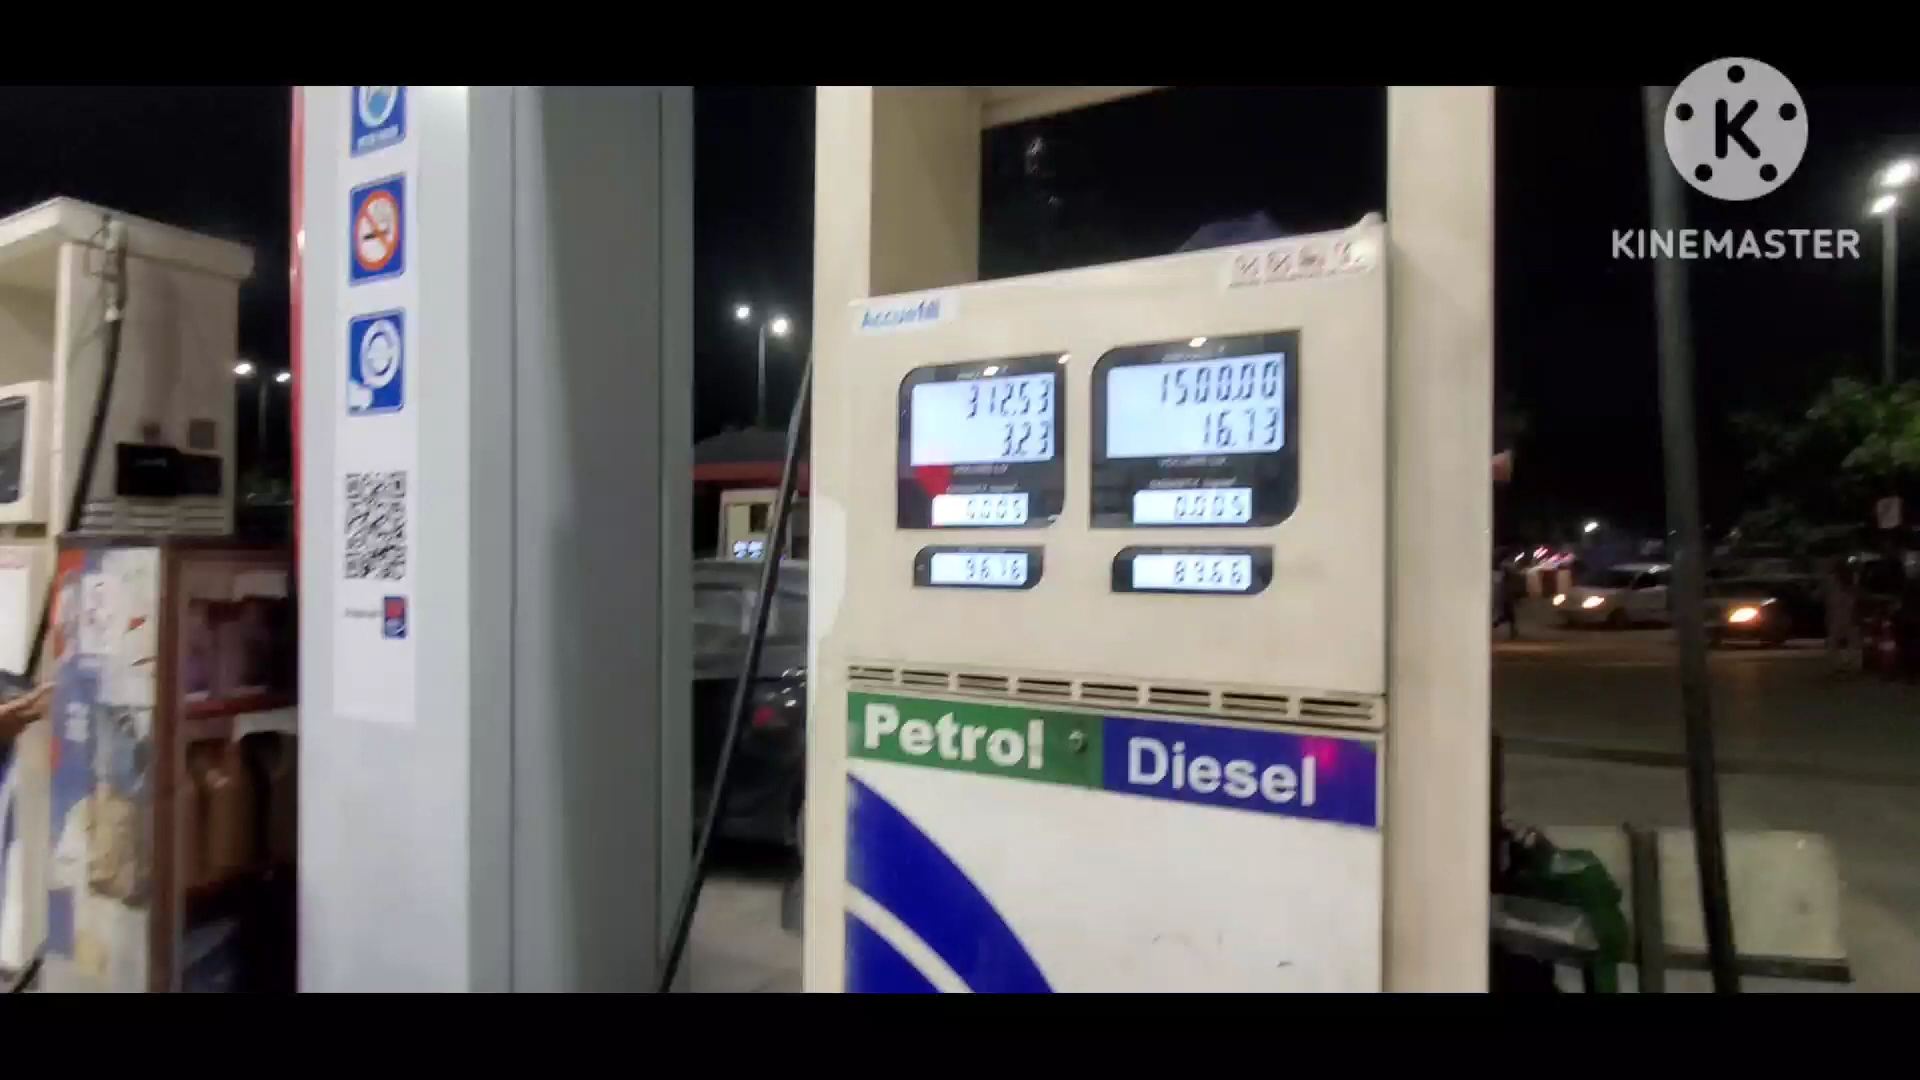 KINEMASTER
Accurfill
312.53
3.23
1500.00
16.73
0.005
0.005
96.16
89.66
Petrol
Diesel